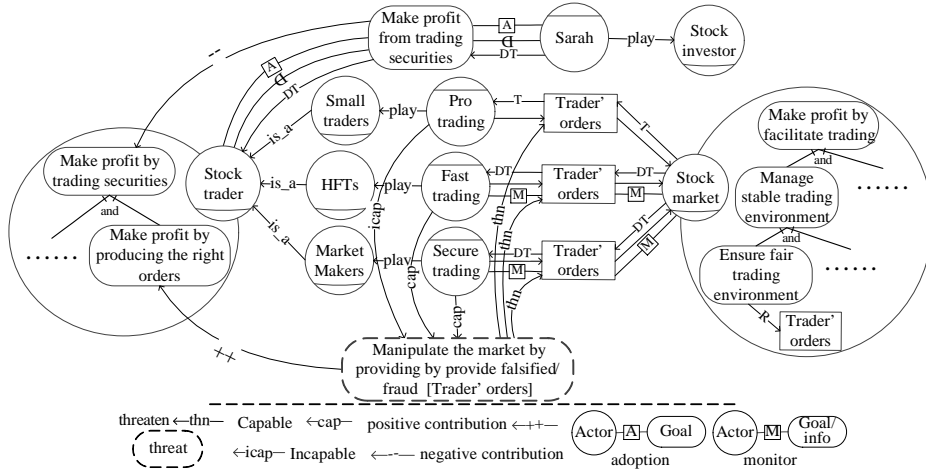 Make profit
from trading
securities
A
D
DT
Sarah
play
Stock
investor
--
A
D
DT
Small
traders
play
Pro
trading
T
Trader'
orders
T
Make profit by
facilitate trading
and
Make profit by
trading securities
and
Stock
trader
is_a
is_a
is_a
HFTs
play
Fast
trading
DT
M
Trader'
orders
DT
M
Stock
market
Manage
stable trading
environment
and
......
Make profit by
producing the right
orders
......
Market
Makers
play
Secure
trading
DT
M
Trader'
orders
DT
M
Ensure fair
trading
environment
......
R
Trader'
orders
icap
cap
cap
thn
thn
thn
++
Manipulate the market by
providing by provide falsified/
fraud [Trader' orders]
threaten
thn
Capable
cap
positive contribution
++
Actor
A
Goal
Actor
M
Goal/
info
threat
icap
Incapable
--
negative contribution
adoption
monitor